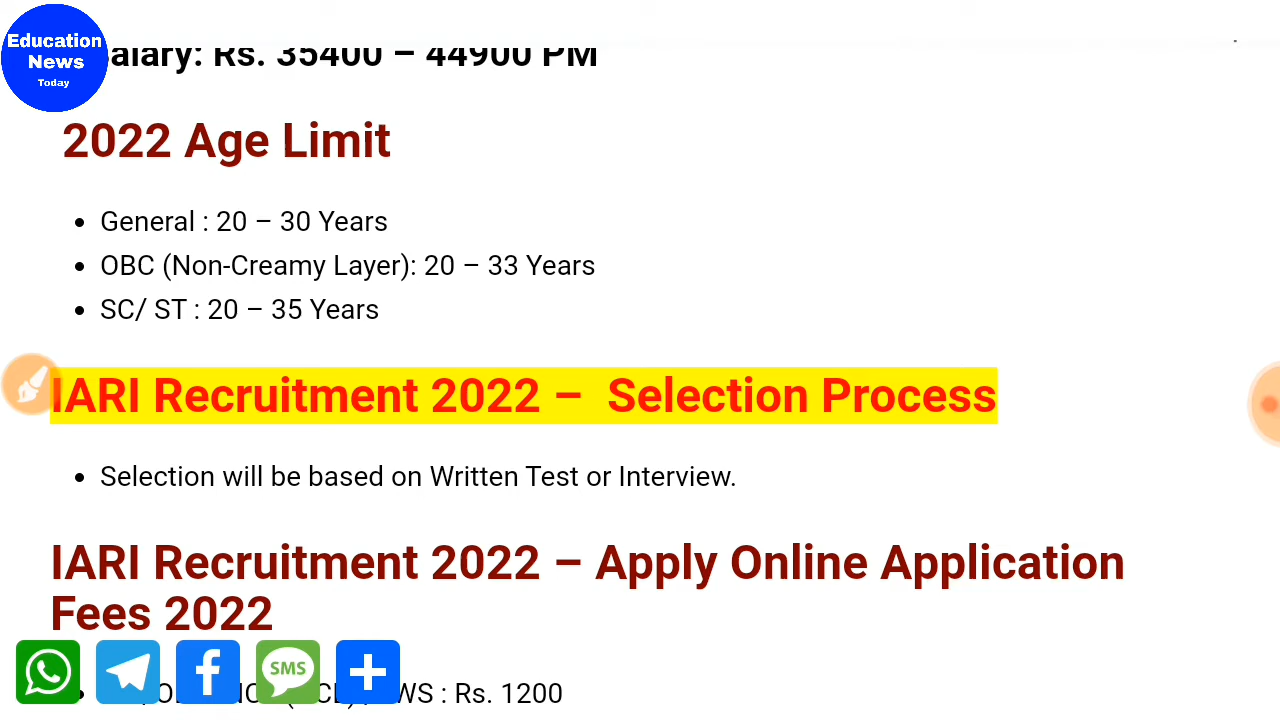 Education
News
Today
Salary: Rs. 35400 – 44900 PM
2022 Age Limit
• General : 20 – 30 Years
• OBC (Non-Creamy Layer): 20 – 33 Years
• SC/ ST : 20 – 35 Years
IARI Recruitment 2022 – Selection Process
• Selection will be based on Written Test or Interview.
IARI Recruitment 2022 – Apply Online Application
Fees 2022
SMS
: Rs. 1200